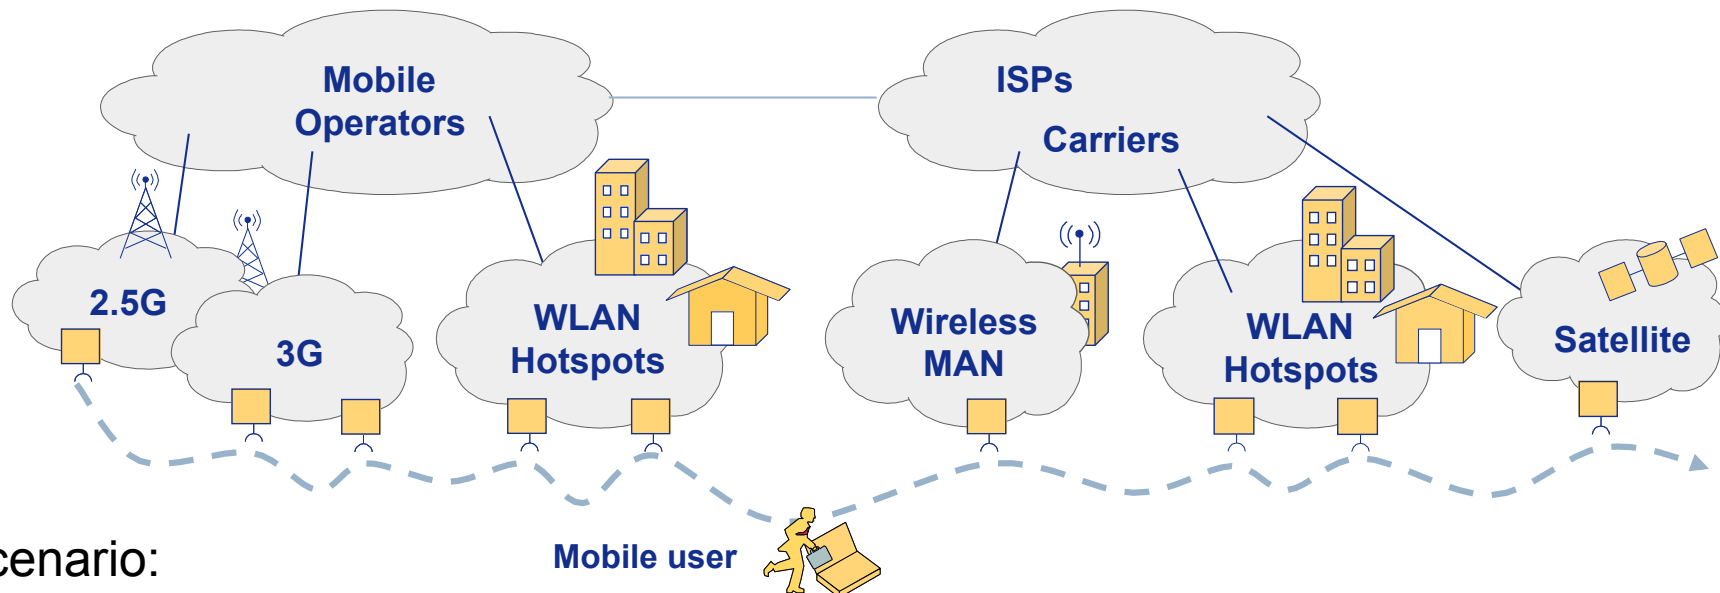 Mobile
Operators
ISPs
Carriers
2.5G
3G
WLAN
Hotspots
Wireless
MAN
WLAN
Hotspots
Satellite
Mobile user
cenario: